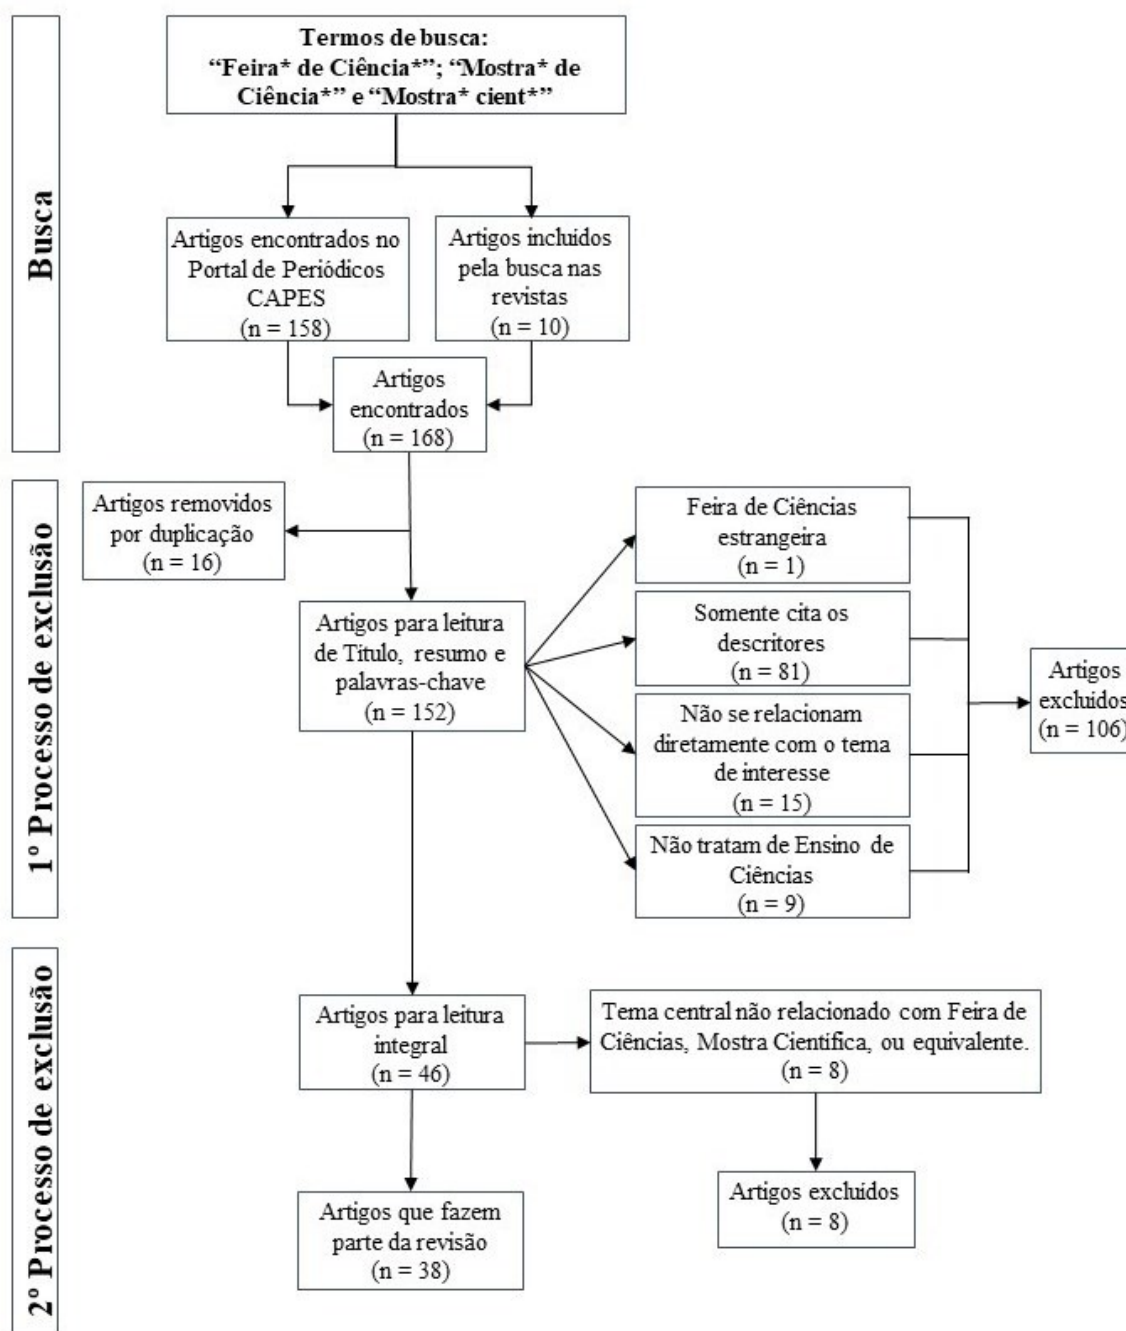 Busca
Termos de busca:
“Feira* de Ciência*”; “Mostra* de
Ciência*” e “Mostra* cient*”
Artigos encontrados no
Portal de Periódicos
CAPES
(n = 158)
Artigos incluídos
pela busca nas
revistas
(n = 10)
Artigos
encontrados
(n = 168)
1º Processo de exclusão
Artigos removidos
por duplicação
(n = 16)
Artigos para leitura
de Título, resumo e
palavras-chave
(n = 152)
Feira de Ciências
estrangeira
(n = 1)
Somente cita os
descritores
(n = 81)
Não se relacionam
diretamente com o tema
de interesse
(n = 15)
Não tratam de Ensino de
Ciências
(n = 9)
Artigos
excluídos
(n = 106)
2º Processo de exclusão
Artigos para leitura
integral
(n = 46)
Tema central não relacionado com Feira de
Ciências, Mostra Científica, ou equivalente.
(n = 8)
Artigos que fazem
parte da revisão
(n = 38)
Artigos excluídos
(n = 8)